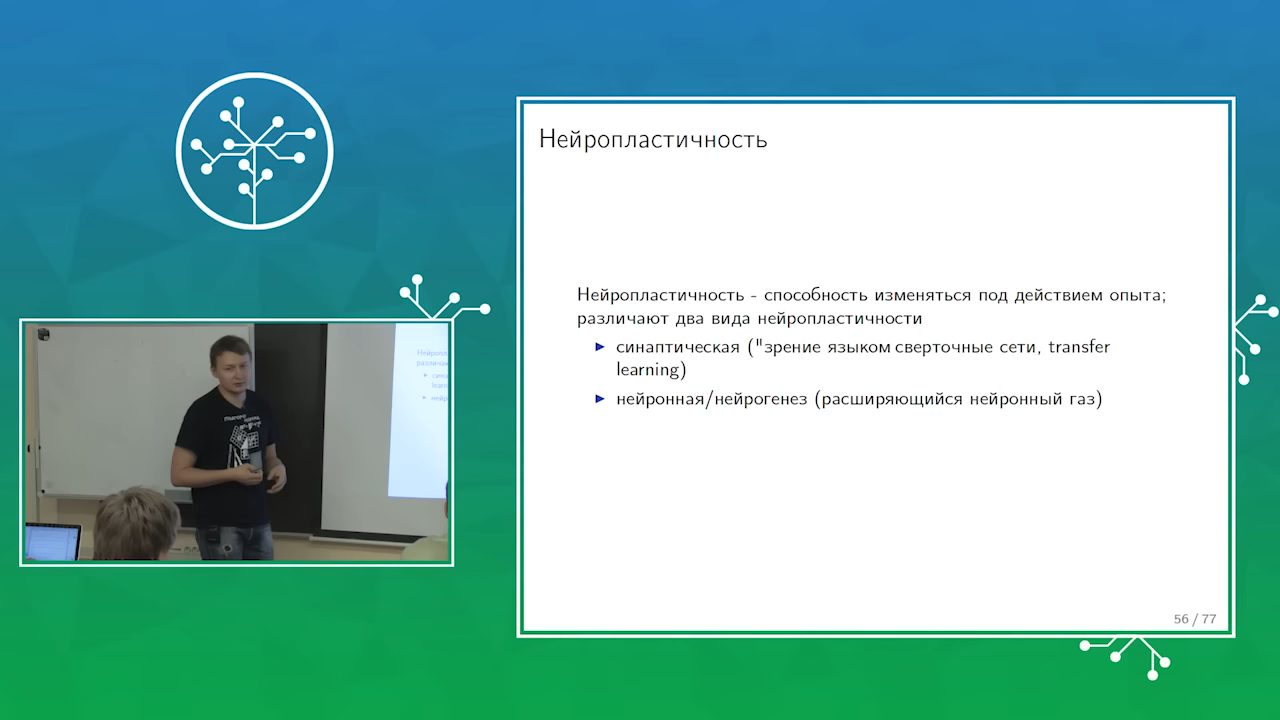 Нейропластичность
Нейропластичность - способность изменяться под действием опыта;
различают два вида нейропластичности
синаптическая ("зрение языком сверточные сети, transfer
learning)
нейронная/нейрогенез (расширяющийся нейронный газ)
56 / 77